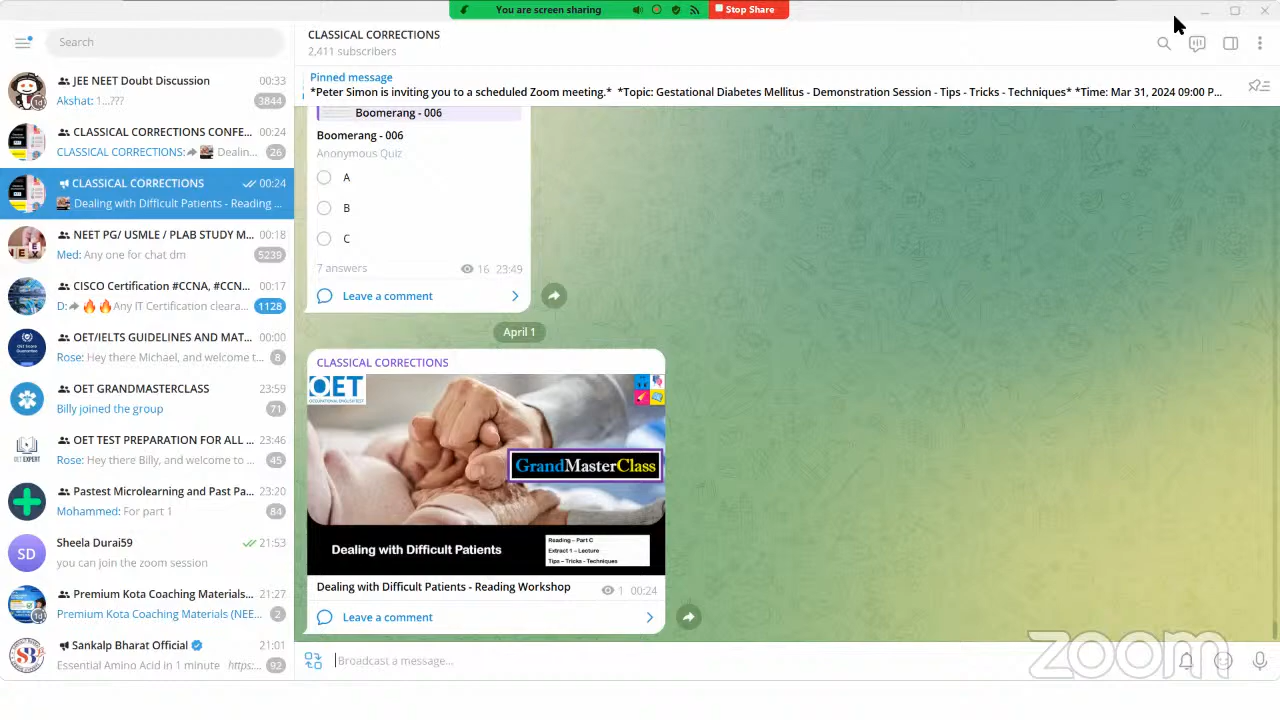 You are screen sharing
Stop Share
Search
JEE NEET Doubt Discussion 00:33
Akshat: 1...??? 3844
CLASSICAL CORRECTIONS CONFE... 00:24
CLASSICAL CORRECTIONS: Dealin... 26
CLASSICAL CORRECTIONS 00:24
Dealing with Difficult Patients - Reading ...
NEET PG/ USMLE / PLAB STUDY M... 00:18
Med: Any one for chat dm 5239
CISCO Certification #CCNA, #CCN... 00:17
D: 🔥🔥Any IT Certification cleara... 1128
OET/IELTS GUIDELINES AND MAT... 00:00
Rose: Hey there Michael, and welcome t... 8
OET GRANDMASTERCLASS 23:59
Billy joined the group 71
OET TEST PREPARATION FOR ALL ... 23:46
Rose: Hey there Billy, and welcome to ... 45
Pastest Microlearning and Past Pa... 23:20
Mohammed: For part 1 84
SD
Sheela Durai59 21:53
you can join the zoom session
Premium Kota Coaching Materials... 21:27
Premium Kota Coaching Materials (NEE... 2
Sankalp Bharat Official 21:01
Essential Amino Acid in 1 minute https:... 92
CLASSICAL CORRECTIONS
2,411 subscribers
Pinned message
*Peter Simon is inviting you to a scheduled Zoom meeting.* *Topic: Gestational Diabetes Mellitus - Demonstration Session - Tips - Tricks - Techniques* *Time: Mar 31, 2024 09:00 P...
Boomerang - 006
Boomerang - 006
Anonymous Quiz
A
B
C
7 answers 16 23:49
Leave a comment
April 1
CLASSICAL CORRECTIONS
OET
GrandMasterClass
Dealing with Difficult Patients
Reading – Part C
Extract 1 – Lecture
Tips – Tricks - Techniques
Dealing with Difficult Patients - Reading Workshop 1 00:24
Leave a comment
Broadcast a message...
zoom